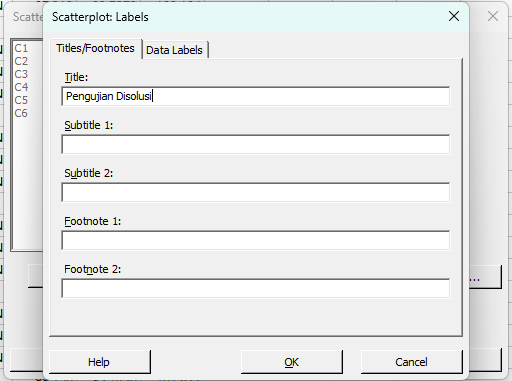 Scatterplot: Labels
Titles/Footnotes
Data Labels
C1
C2
C3
C4
C5
C6
Title:
Pengujian Disolusi
Subtitle 1:
Subtitle 2:
Footnote 1:
Footnote 2:
...
Help
OK
Cancel